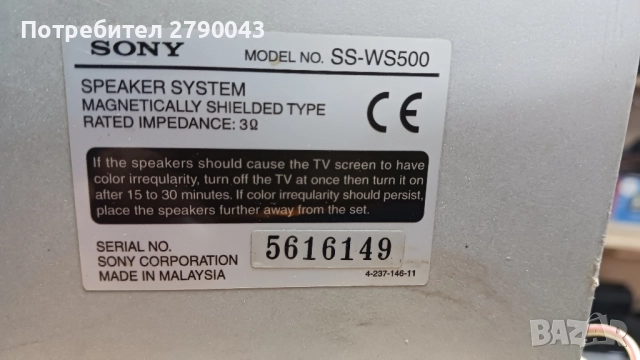 Потребител 2790043
SONY
MODEL NO. SS-WS500
SPEAKER SYSTEM
MAGNETICALLY SHIELDED TYPE
RATED IMPEDANCE: 3Ω
CE
If the speakers should cause the TV screen to have
color irregularity, turn off the TV at once then turn it on
after 15 to 30 minutes. If color irregularity should persist,
place the speakers further away from the set.
SERIAL NO. 5616149
SONY CORPORATION
MADE IN MALAYSIA
4-237-146-11
BAZAR